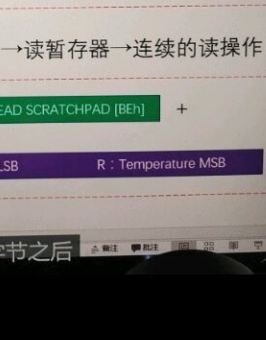 →读暂存器→连续的读操作
EAD SCRATCHPAD [BEh] +
LSB R：Temperature MSB
字节之后
备注 批注